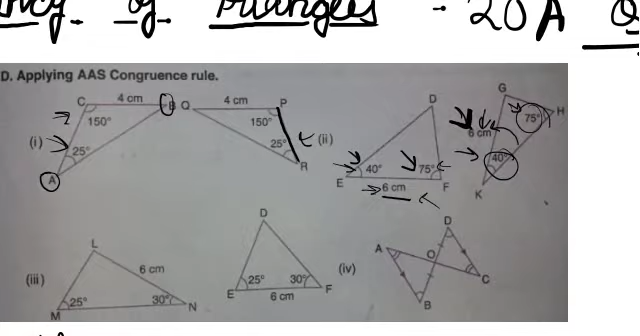 ncy of Triangles - 20A Q
D. Applying AAS Congruence rule.
C 4 cm B Q 4 cm P
150° 150°
(i) 25° 25° R
A
(ii) D
40° 75°
E 6 cm F
G
75° H
6 cm
40°
K
(iii) L
6 cm
25° 30°
M N
D
25° 30°
E 6 cm F
(iv) D
A O
C
B